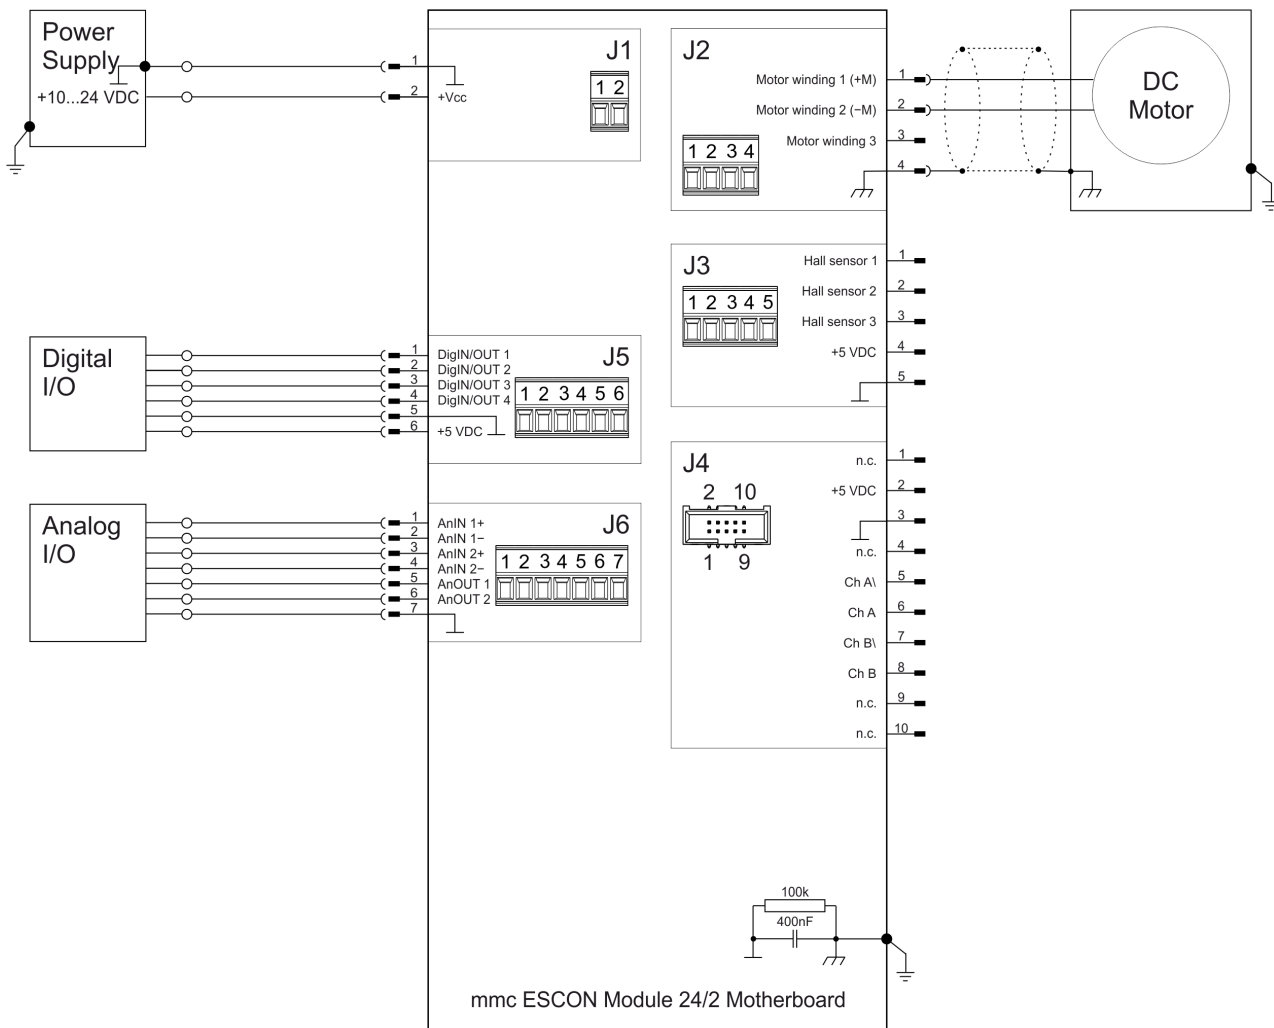 Power
Supply
+10...24 VDC
1
2
+Vcc
J1
1 2
J2
Motor winding 1 (+M)
1
Motor winding 2 (−M)
2
Motor winding 3
3
4
1 2 3 4
DC
Motor
J3
Hall sensor 1
1
Hall sensor 2
2
Hall sensor 3
3
+5 VDC
4
5
1 2 3 4 5
Digital
I/O
1
DigIN/OUT 1
2
DigIN/OUT 2
3
DigIN/OUT 3
4
DigIN/OUT 4
5
6
+5 VDC
J5
1 2 3 4 5 6
J4
2 10
1 9
n.c.
1
+5 VDC
2
3
n.c.
4
Ch A\
5
Ch A
6
Ch B\
7
Ch B
8
n.c.
9
n.c.
10
Analog
I/O
1
AnIN 1+
2
AnIN 1−
3
AnIN 2+
4
AnIN 2−
5
AnOUT 1
6
AnOUT 2
7
J6
1 2 3 4 5 6 7
100k
400nF
mmc ESCON Module 24/2 Motherboard